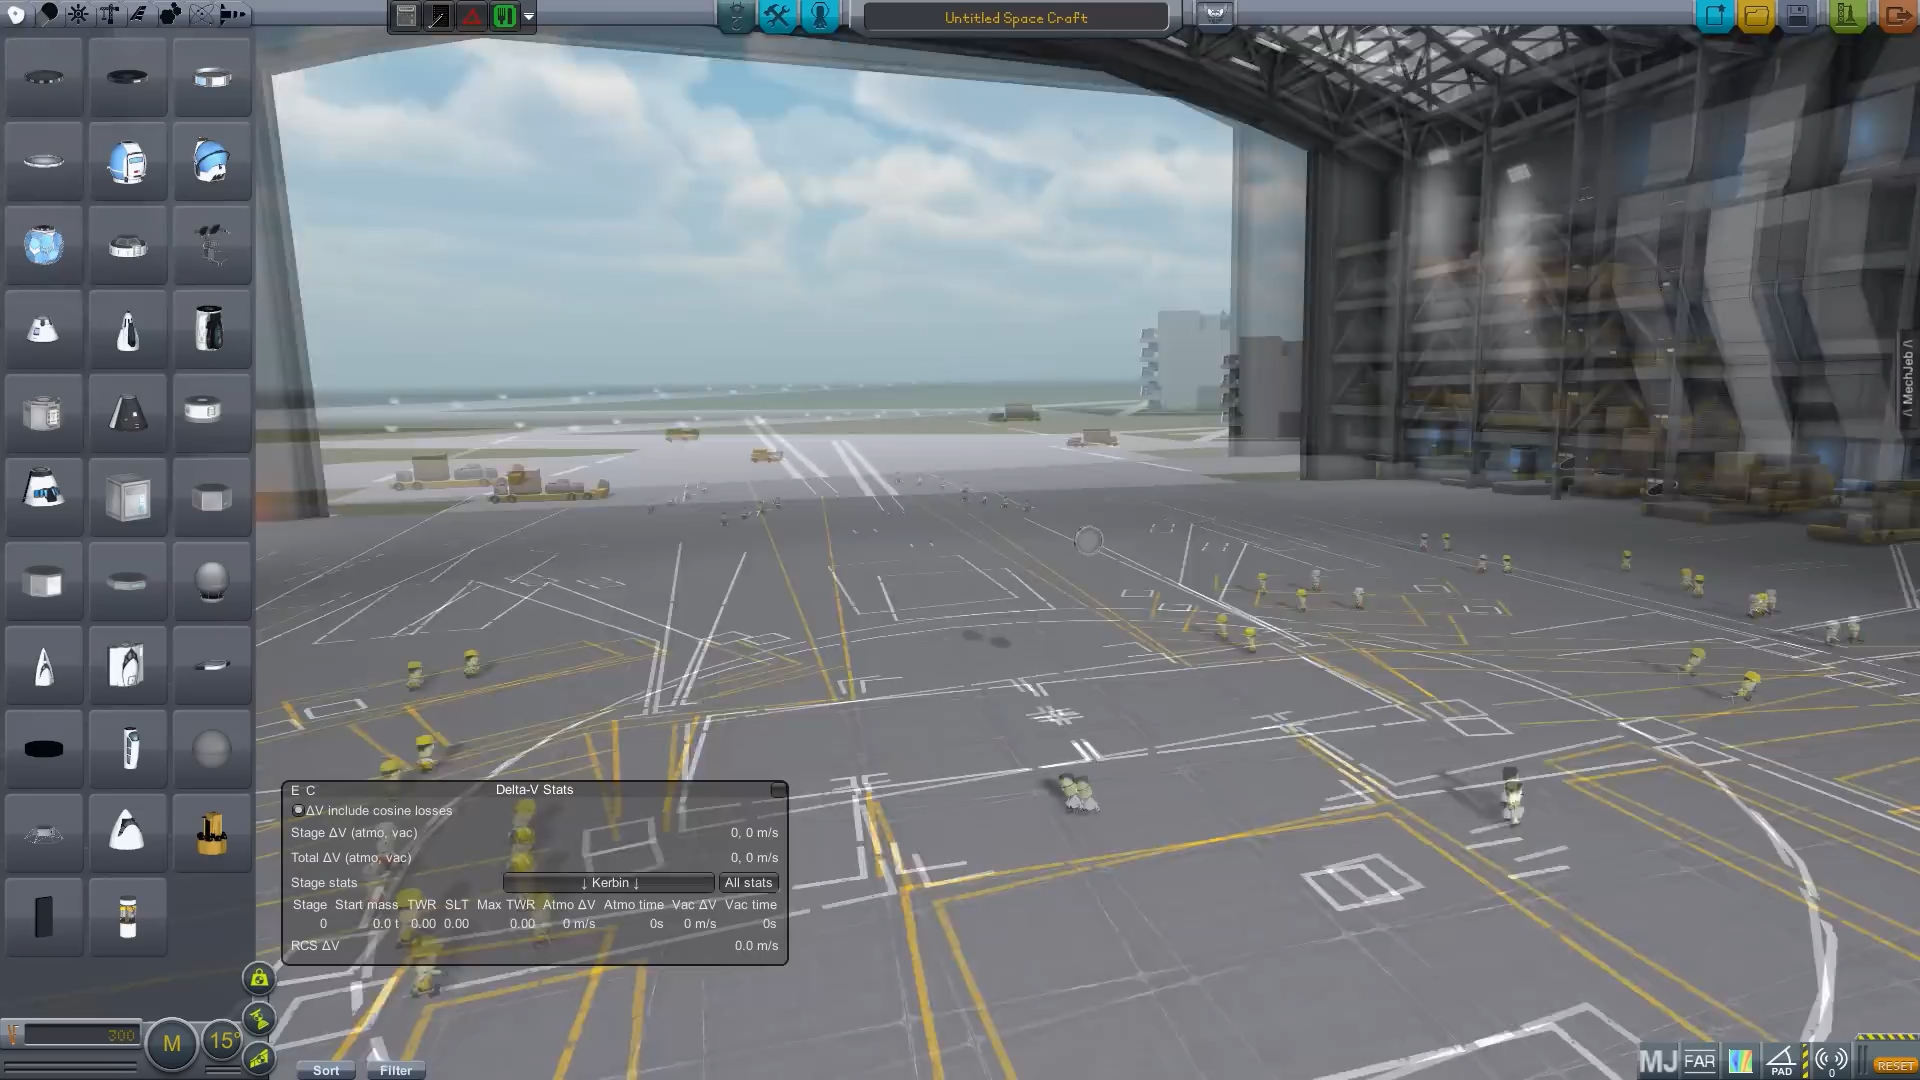 Untitled Space Craft
/\ MechJeb /\
E C
Delta-V Stats
ΔV include cosine losses
Stage ΔV (atmo, vac) 0, 0 m/s
Total ΔV (atmo, vac) 0, 0 m/s
Stage stats ↓ Kerbin ↓ All stats
Stage Start mass TWR SLT Max TWR Atmo ΔV Atmo time Vac ΔV Vac time
0 0.0 t 0.00 0.00 0.00 0 m/s 0s 0 m/s 0s
RCS ΔV 0.0 m/s
300
M
15°
Sort Filter
MJ FAR PAD 0 RESET